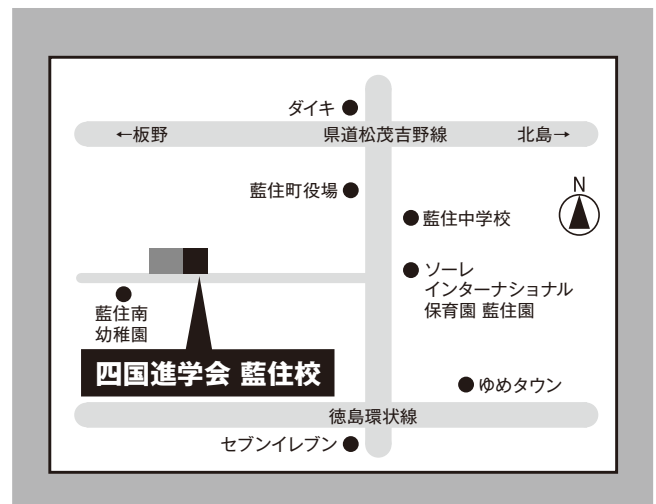 ダイキ
←板野
県道松茂吉野線
北島→
藍住町役場
N
藍住中学校
ソーレ
インターナショナル
保育園 藍住園
藍住南
幼稚園
四国進学会 藍住校
ゆめタウン
徳島環状線
セブンイレブン